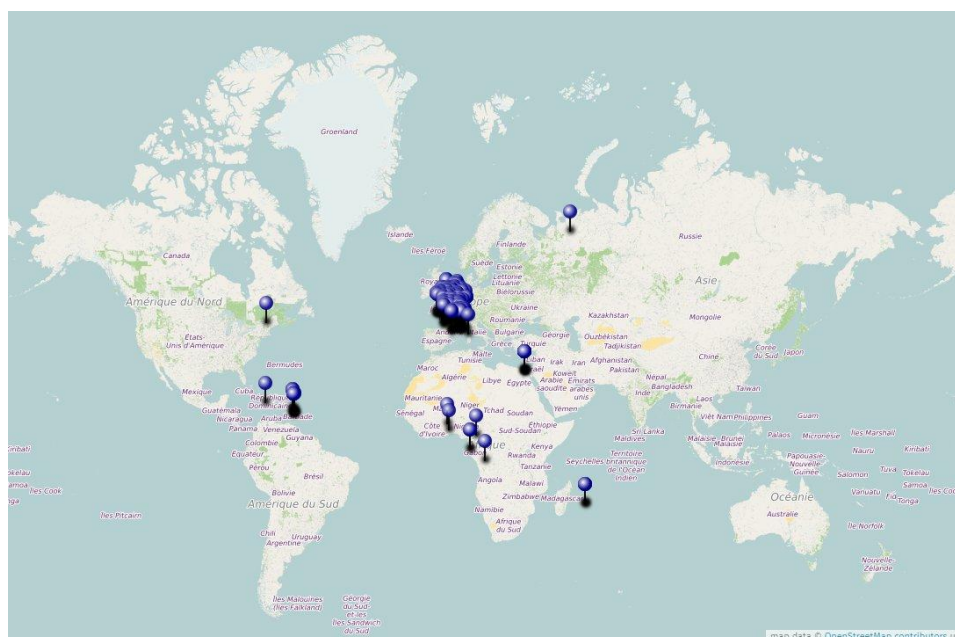 Groenland
Islande
Îles Féroé
Finlande
Suède
Estonie
Lettonie
Lituanie
Biélorussie
Russie
Canada
Amérique du Nord
États-
Unis d'Amérique
Asie
Ukraine
Kazakhstan
Mongolie
Roumanie
Bulgarie
Géorgie
Ouzbékistan
Tadjikistan
Espagne
Grèce
Turquie
Corée
du Sud
Japon
Malte
Tunisie
Irak
Iran
Afghanistan
Pakistan
Chine
Bermudes
Maroc
Algérie
Libye
Égypte
Koweït
Arabie
saoudite
Émirats
arabes
unis
Népal
Bangladesh
Inde
Birmanie
Taïwan
Mexique
Cuba
Guatémala
Nicaragua
Panama
Aruba
Venezuela
Colombie
Guyana
Équateur
Pérou
Brésil
Bolivie
Mauritanie
Sénégal
Côte
d'Ivoire
Niger
Tchad
Soudan
Yémen
Éthiopie
Sud-Soudan
Kenya
Rwanda
Tanzanie
Angola
Malawi
Zimbabwe
Madagascar
Namibie
Afrique
du Sud
Laos
Viêt Nam
Philippines
Guam
Sri Lanka
Maldives
Territoire
britannique
de l'Océan
Indien
Seychelles
Malaisie
Brunei
Malaisie
Indonésie
Palaos
Micronésie
Îles Marshall
Nauru
Kiribati
Papouasie-
Nouvelle-
Guinée
Salomon
Tuva
Tokelau
Samoa
Vanuatu
Tonga
Îles Cook
Îles Pitcairn
Amérique du Sud
Chili
Uruguay
Argentine
Océanie
Australie
Île Norfolk
Nouvelle-
Zélande
Îles Malouines
(Îles Falkland)
Géorgie
du Sud-
et-les
Îles Sandwich
du Sud
map data © OpenStreetMap contributors